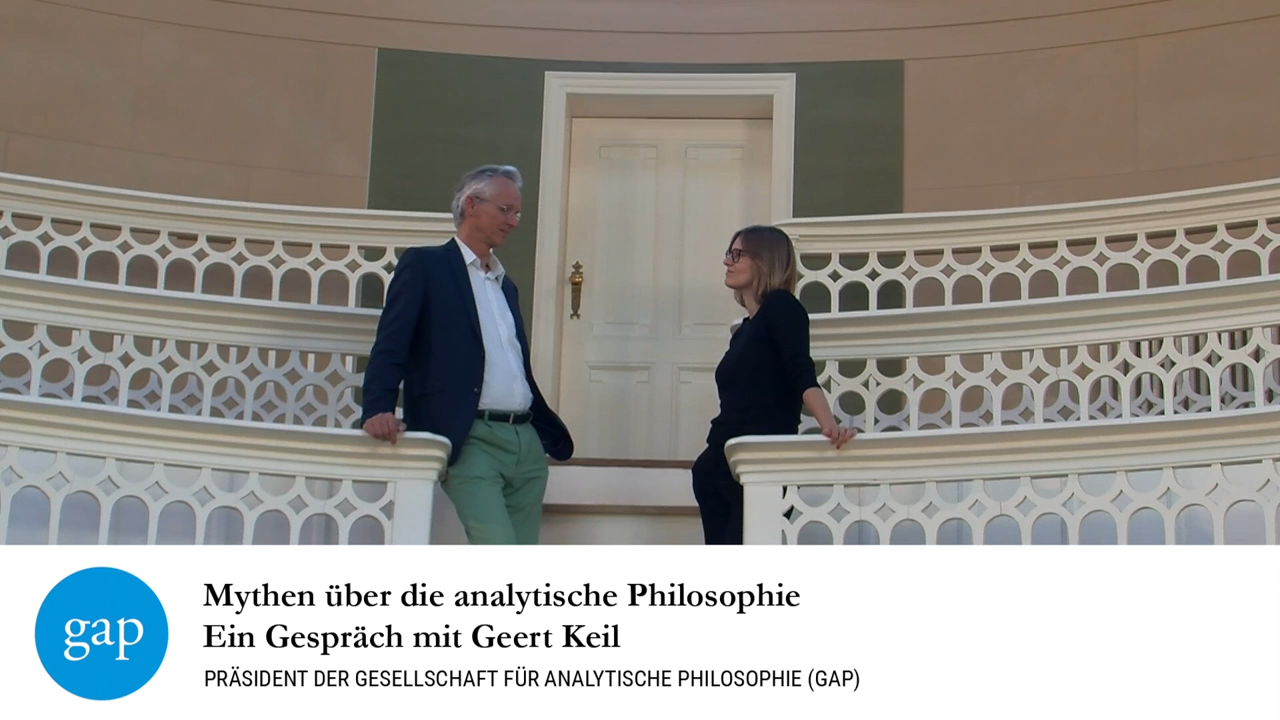 gap
Mythen über die analytische Philosophie
Ein Gespräch mit Geert Keil
PRÄSIDENT DER GESELLSCHAFT FÜR ANALYTISCHE PHILOSOPHIE (GAP)